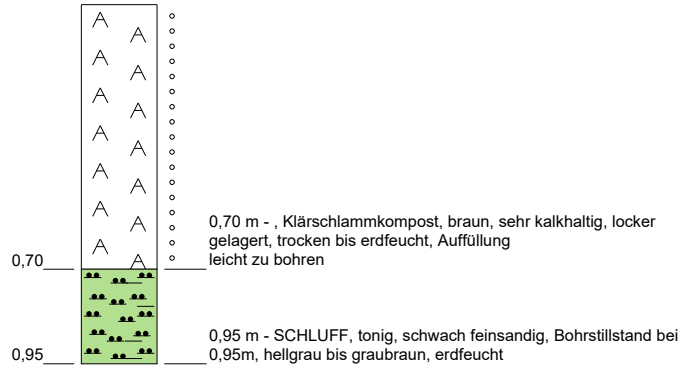 0,70 m - , Klärschlammkompost, braun, sehr kalkhaltig, locker
gelagert, trocken bis erdfeucht, Auffüllung
leicht zu bohren
0,70
0,95 m - SCHLUFF, tonig, schwach feinsandig, Bohrstillstand bei
0,95m, hellgrau bis graubraun, erdfeucht
0,95